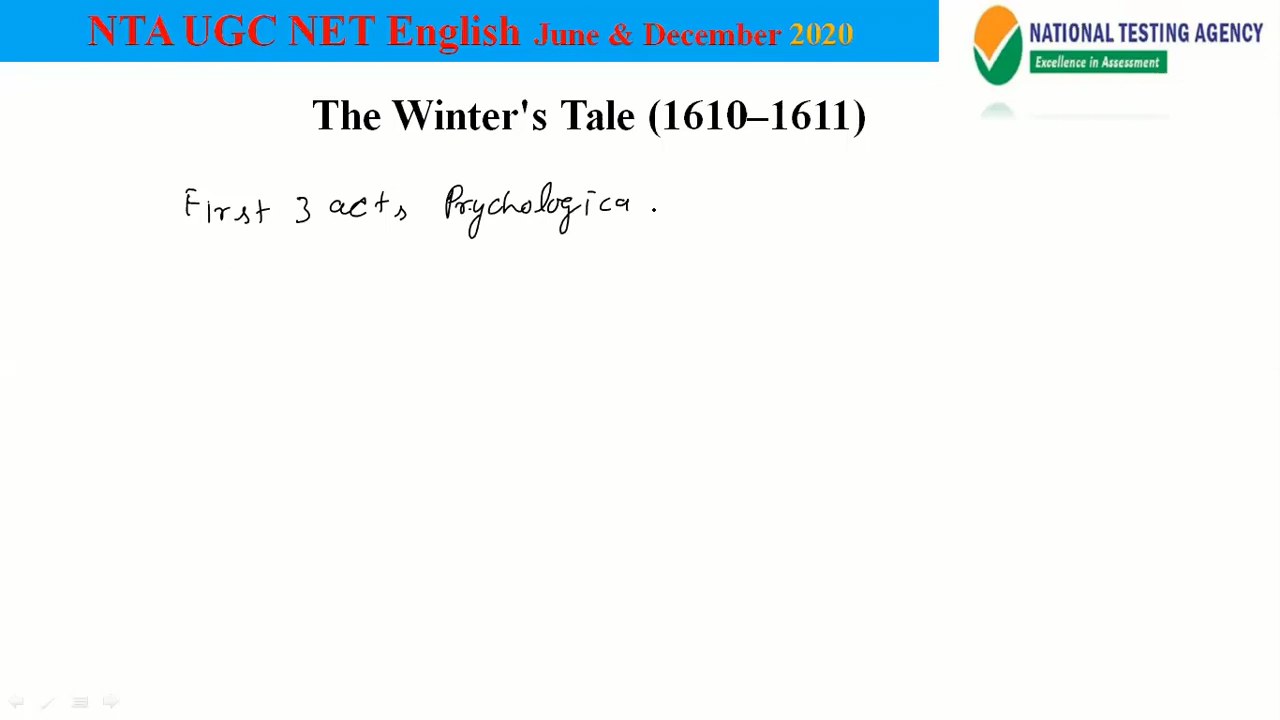 NTA UGC NET English June & December 2020
NATIONAL TESTING AGENCY
Excellence in Assessment
The Winter's Tale (1610–1611)
First 3 acts Psychologica